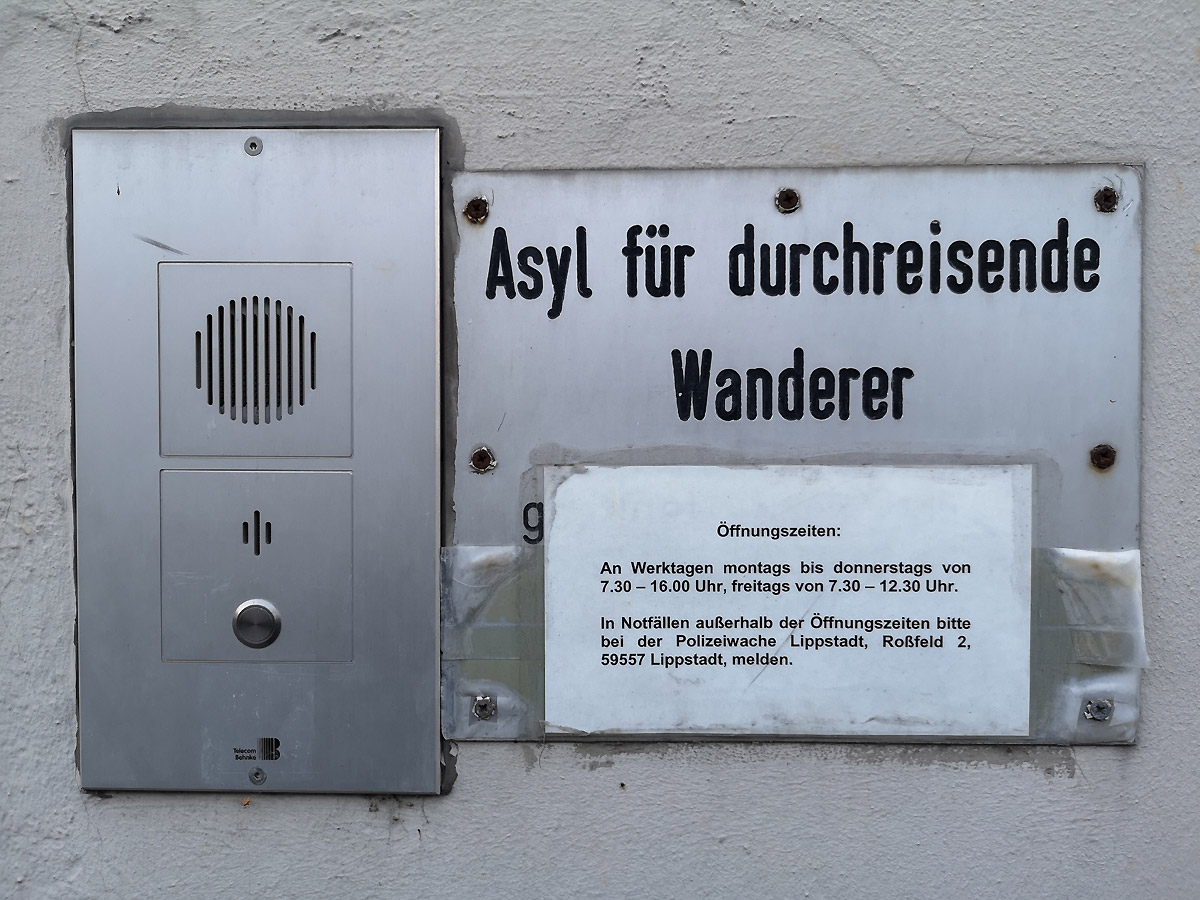 Asyl für durchreisende
Wanderer
Öffnungszeiten:
An Werktagen montags bis donnerstags von
7.30 – 16.00 Uhr, freitags von 7.30 – 12.30 Uhr.
In Notfällen außerhalb der Öffnungszeiten bitte
bei der Polizeiwache Lippstadt, Roßfeld 2,
59557 Lippstadt, melden.
Telecom
Behnke